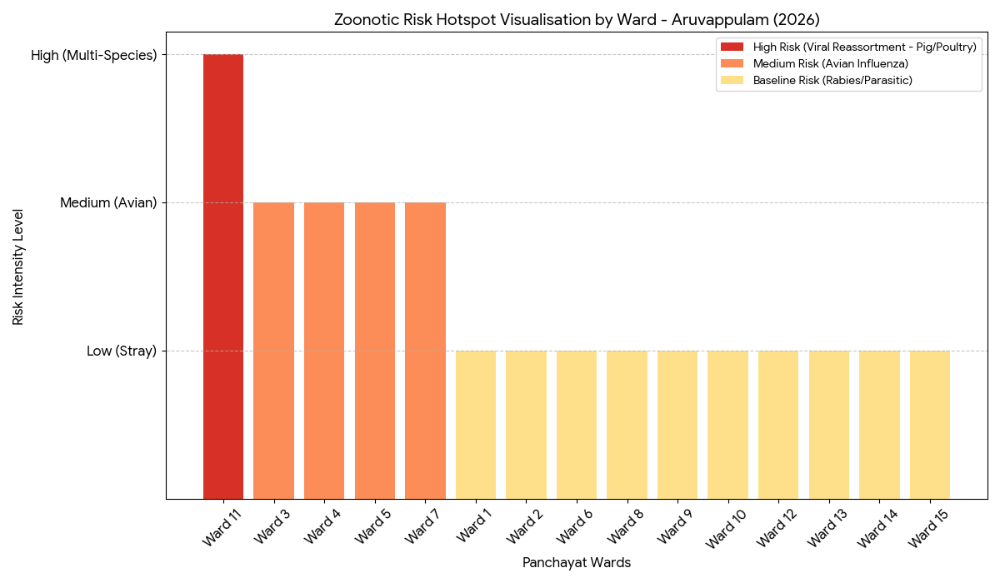 Zoonotic Risk Hotspot Visualisation by Ward - Aruvappulam (2026)
High Risk (Viral Reassortment - Pig/Poultry)
Medium Risk (Avian Influenza)
Baseline Risk (Rabies/Parasitic)
Risk Intensity Level
High (Multi-Species)
Medium (Avian)
Low (Stray)
Ward 11
Ward 3
Ward 4
Ward 5
Ward 7
Ward 1
Ward 2
Ward 6
Ward 8
Ward 9
Ward 10
Ward 12
Ward 13
Ward 14
Ward 15
Panchayat Wards